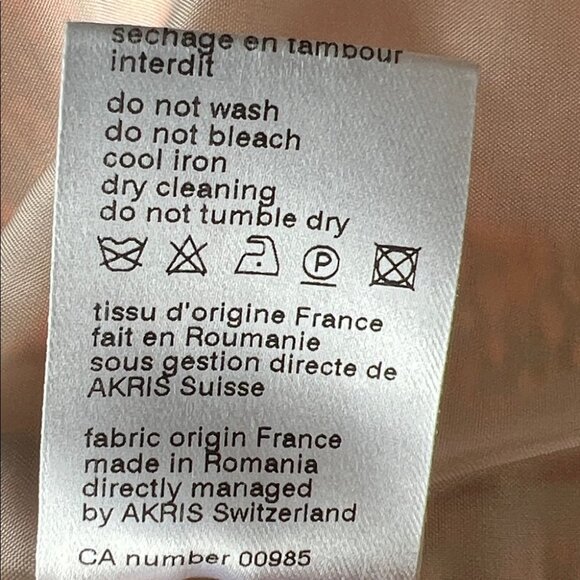 séchage en tambour
interdit
do not wash
do not bleach
cool iron
dry cleaning
do not tumble dry
P
tissu d'origine France
fait en Roumanie
sous gestion directe de
AKRIS Suisse
fabric origin France
made in Romania
directly managed
by AKRIS Switzerland
CA number 00985